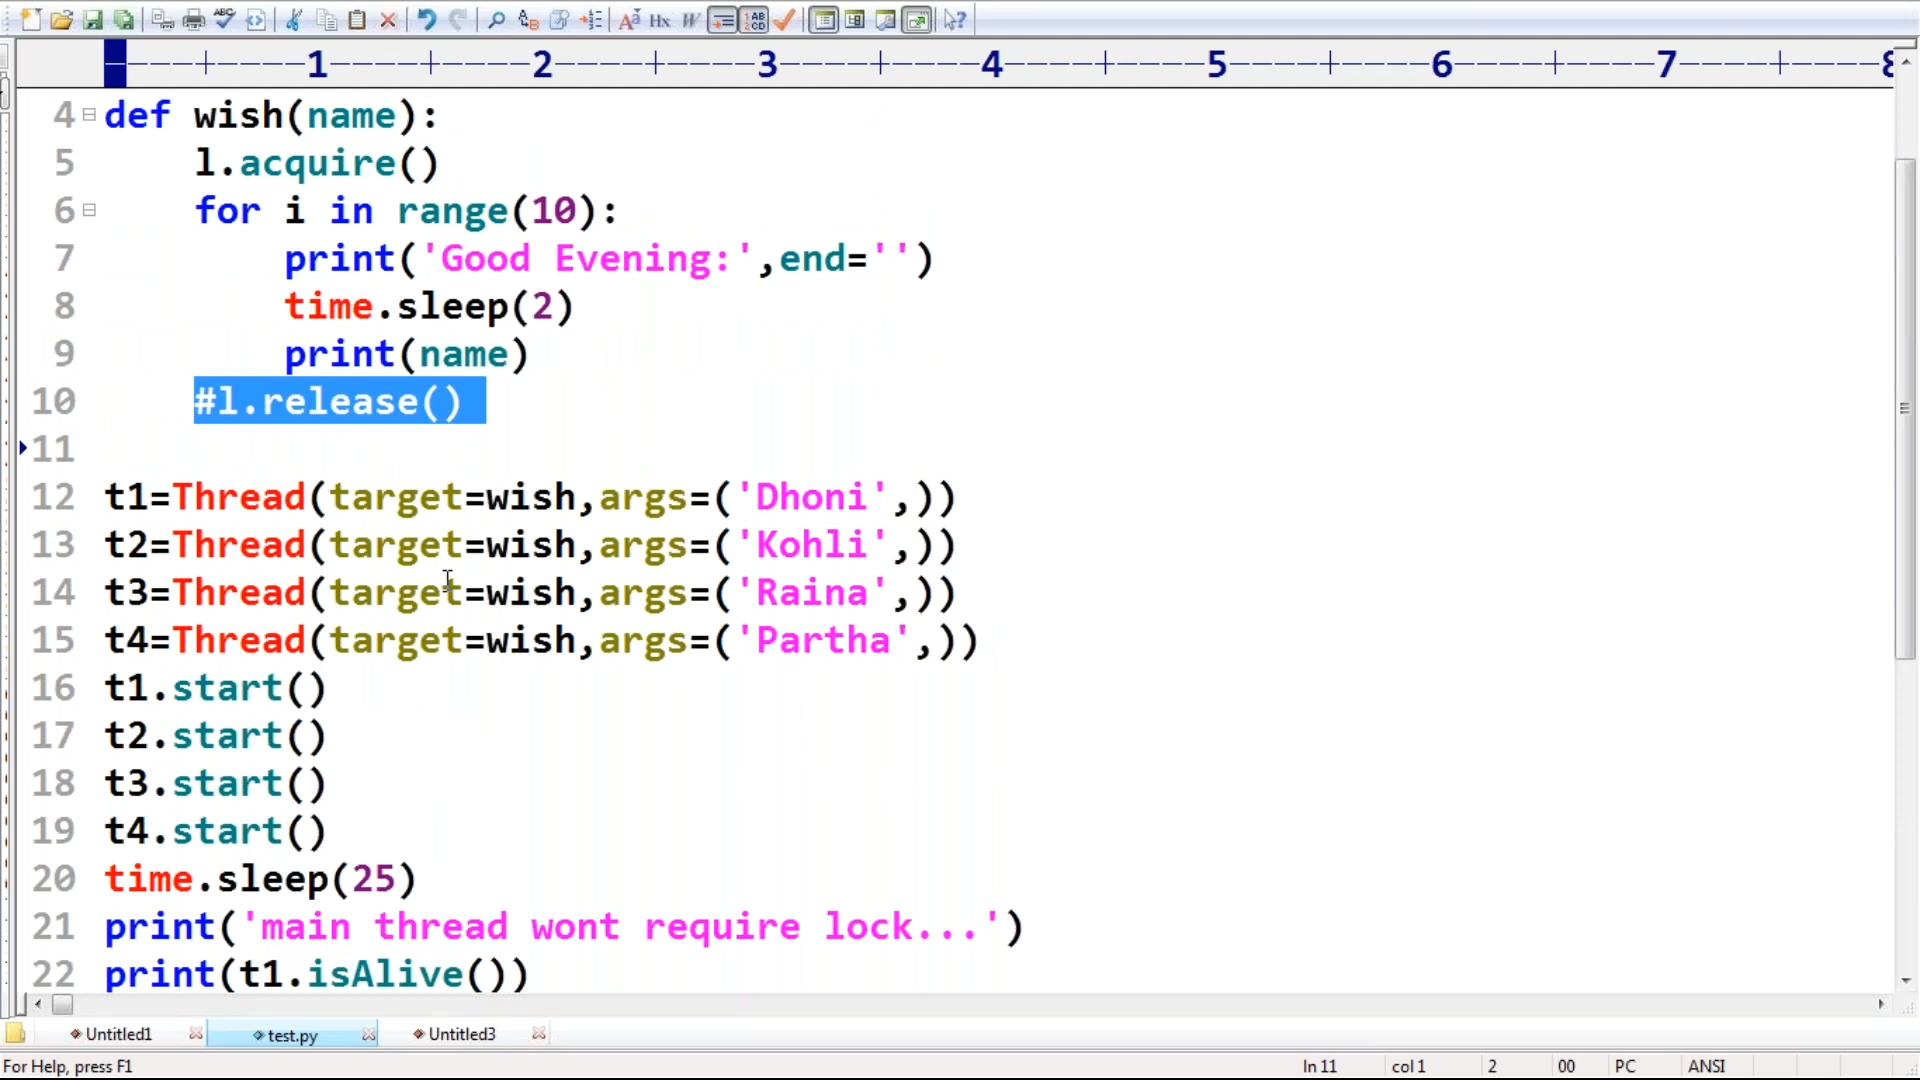 1 2 3 4 5 6 7 8
4 def wish(name):
5     l.acquire()
6     for i in range(10):
7         print('Good Evening:',end='')
8         time.sleep(2)
9         print(name)
10     #l.release()
11
12 t1=Thread(target=wish,args=('Dhoni',))
13 t2=Thread(target=wish,args=('Kohli',))
14 t3=Thread(target=wish,args=('Raina',))
15 t4=Thread(target=wish,args=('Partha',))
16 t1.start()
17 t2.start()
18 t3.start()
19 t4.start()
20 time.sleep(25)
21 print('main thread wont require lock...')
22 print(t1.isAlive())
Untitled1 test.py Untitled3
For Help, press F1 ln 11 col 1 2 00 PC ANSI